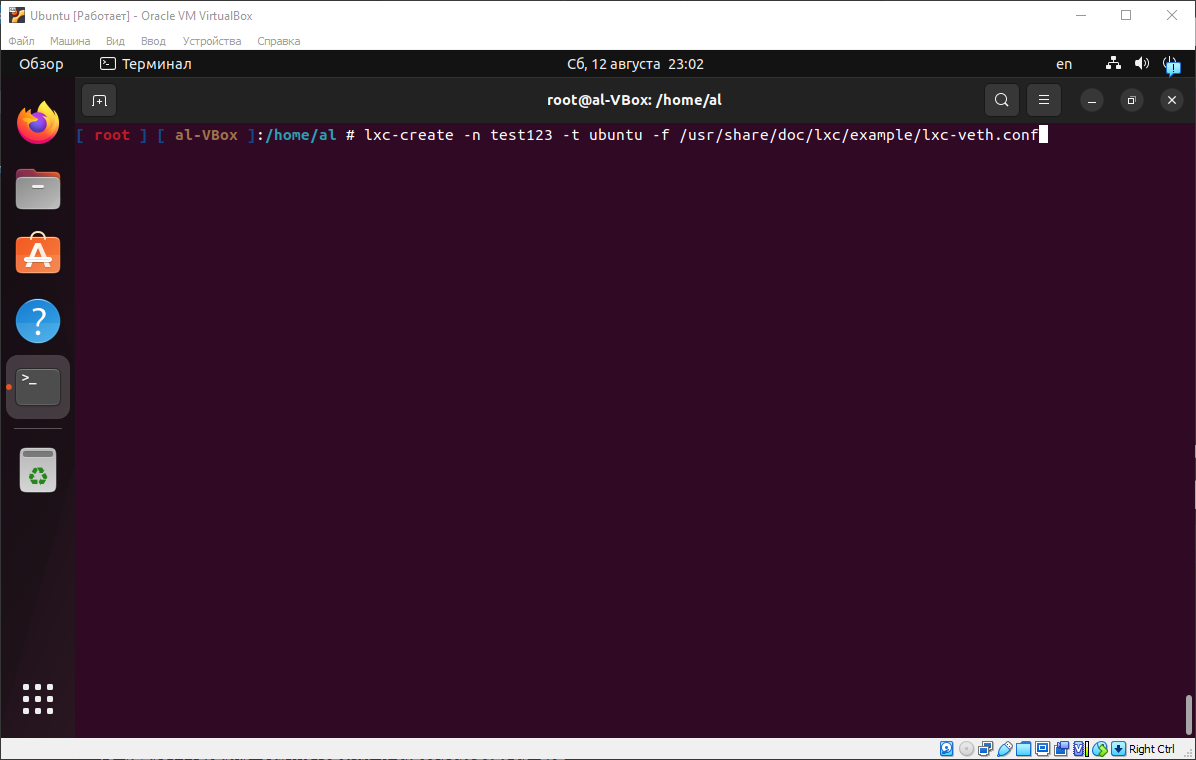 Ubuntu [Работает] - Oracle VM VirtualBox
Файл Машина Вид Ввод Устройства Справка
Обзор Терминал Сб, 12 августа 23:02 en
root@al-VBox: /home/al
[ root ] [ al-VBox ]:/home/al # lxc-create -n test123 -t ubuntu -f /usr/share/doc/lxc/example/lxc-veth.conf
Right Ctrl